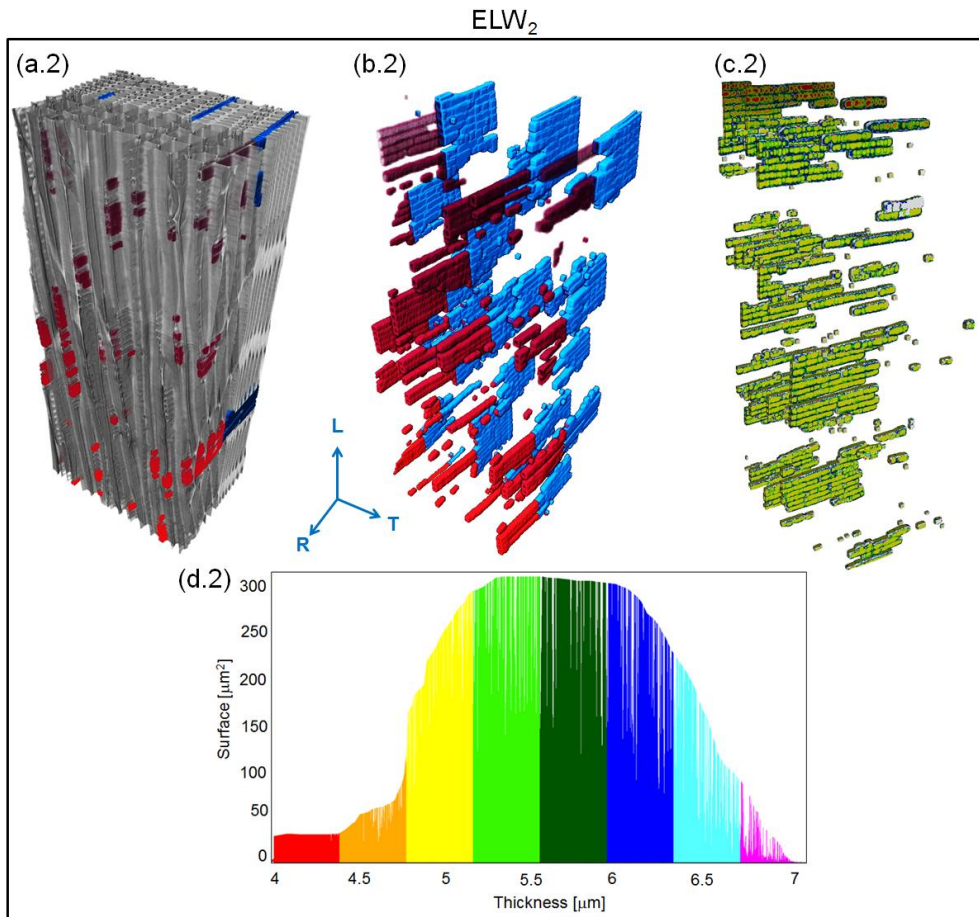 ELW₂
(a.2)
(b.2)
(c.2)
L
T
R
(d.2)
Surface [µm²]
300
250
200
150
100
50
0
4 4.5 5 5.5 6 6.5 7
Thickness [µm]